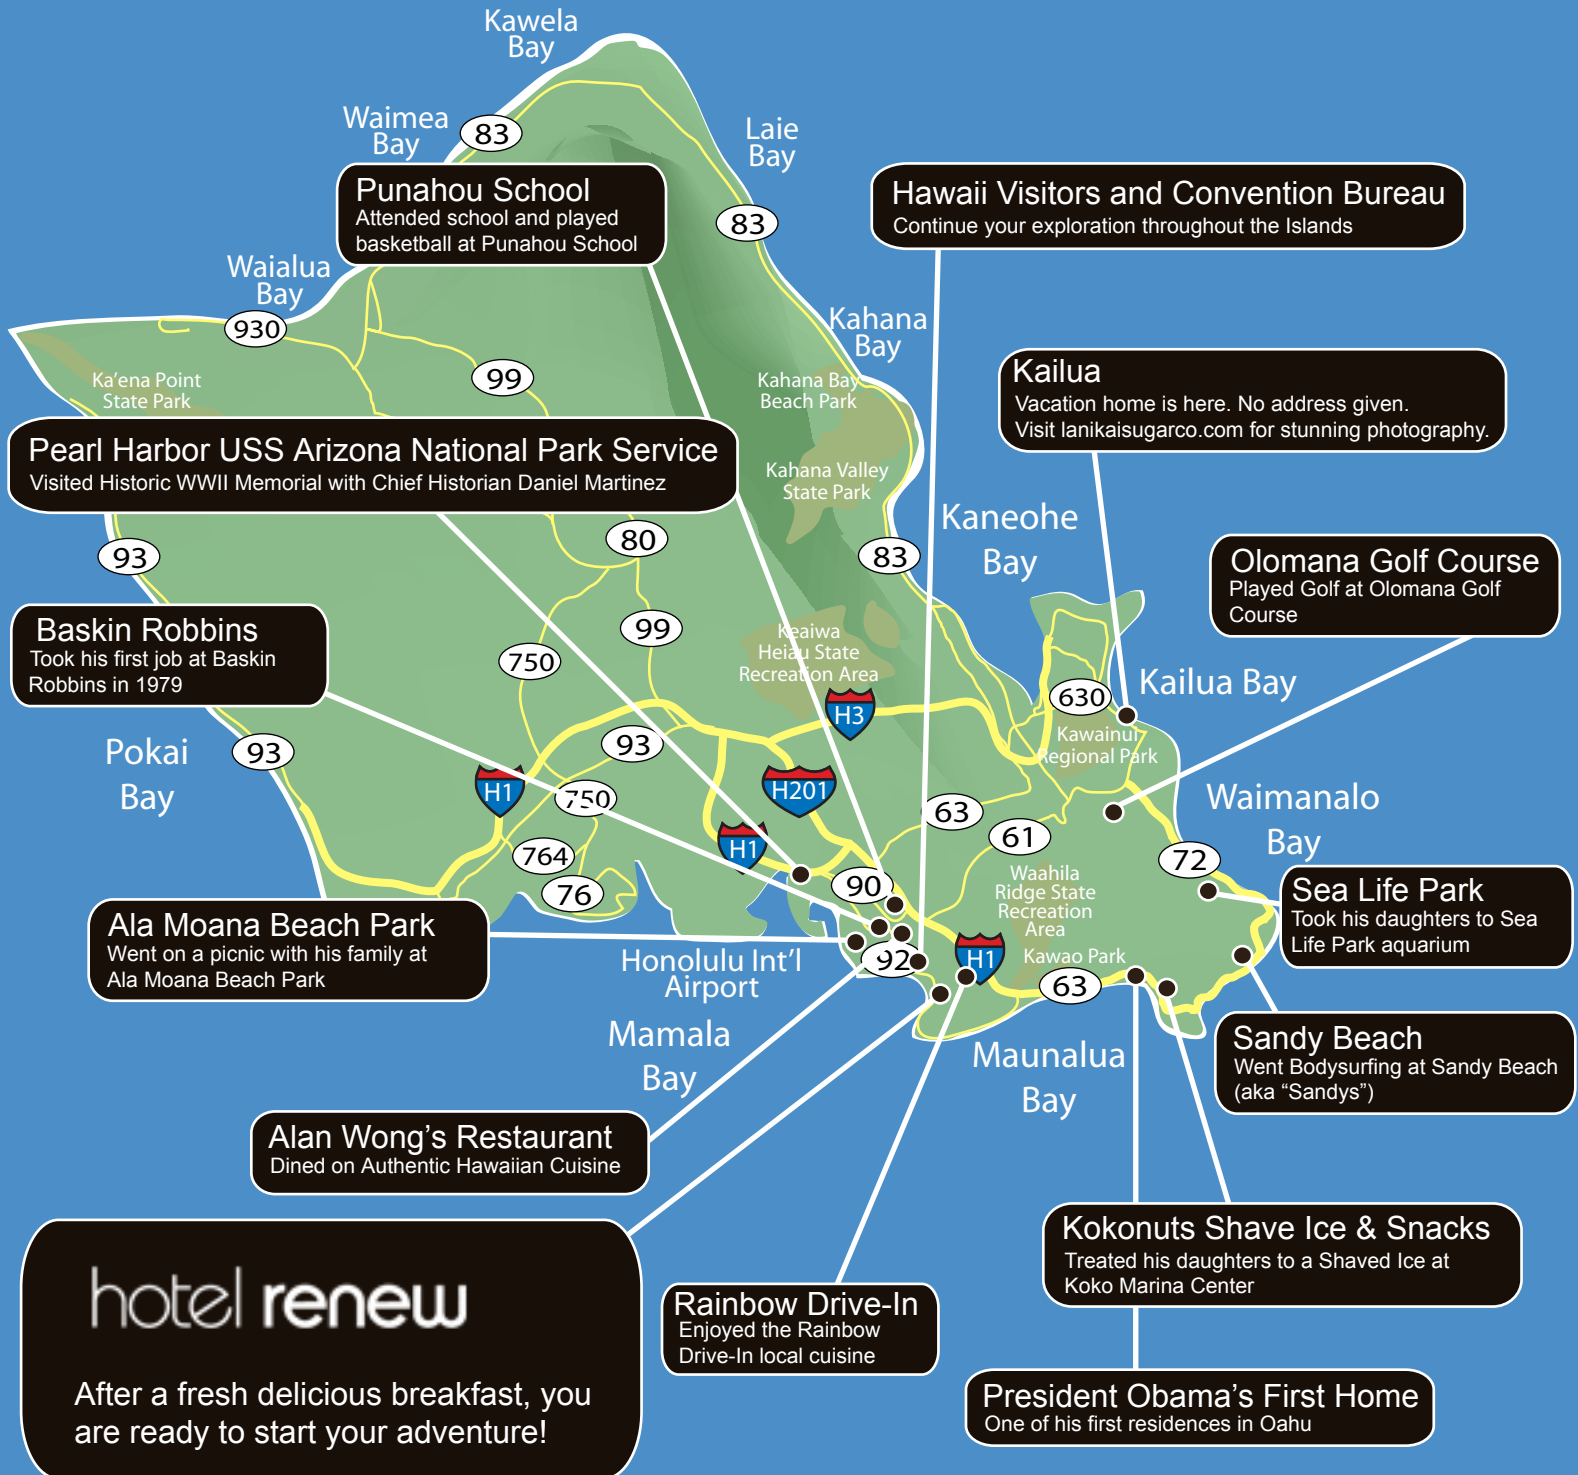 Kawela
Bay
Waimea
Bay
83
Laie
Bay
Punahou School
Attended school and played
basketball at Punahou School
83
Hawaii Visitors and Convention Bureau
Continue your exploration throughout the Islands
Waialua
Bay
930
Kahana
Bay
99
Ka'ena Point
State Park
Kahana Bay
Beach Park
Kailua
Vacation home is here. No address given.
Visit lanikaisugarco.com for stunning photography.
Pearl Harbor USS Arizona National Park Service
Visited Historic WWII Memorial with Chief Historian Daniel Martinez
Kahana Valley
State Park
Kaneohe
Bay
93
80
83
Olomana Golf Course
Played Golf at Olomana Golf
Course
Baskin Robbins
Took his first job at Baskin
Robbins in 1979
99
750
Keaiwa
Heiau State
Recreation Area
Kailua Bay
630
H3
Kawainui
Regional Park
Pokai
Bay
93
93
H1
750
H201
63
Waimanalo
Bay
61
H1
764
76
90
72
Waahila
Ridge State
Recreation
Area
Sea Life Park
Took his daughters to Sea
Life Park aquarium
Ala Moana Beach Park
Went on a picnic with his family at
Ala Moana Beach Park
Honolulu Int'l
Airport
92
H1
Kawao Park
63
Mamala
Bay
Maunalua
Bay
Sandy Beach
Went Bodysurfing at Sandy Beach
(aka “Sandys”)
Alan Wong's Restaurant
Dined on Authentic Hawaiian Cuisine
Kokonuts Shave Ice & Snacks
Treated his daughters to a Shaved Ice at
Koko Marina Center
hotel renew
After a fresh delicious breakfast, you
are ready to start your adventure!
Rainbow Drive-In
Enjoyed the Rainbow
Drive-In local cuisine
President Obama's First Home
One of his first residences in Oahu